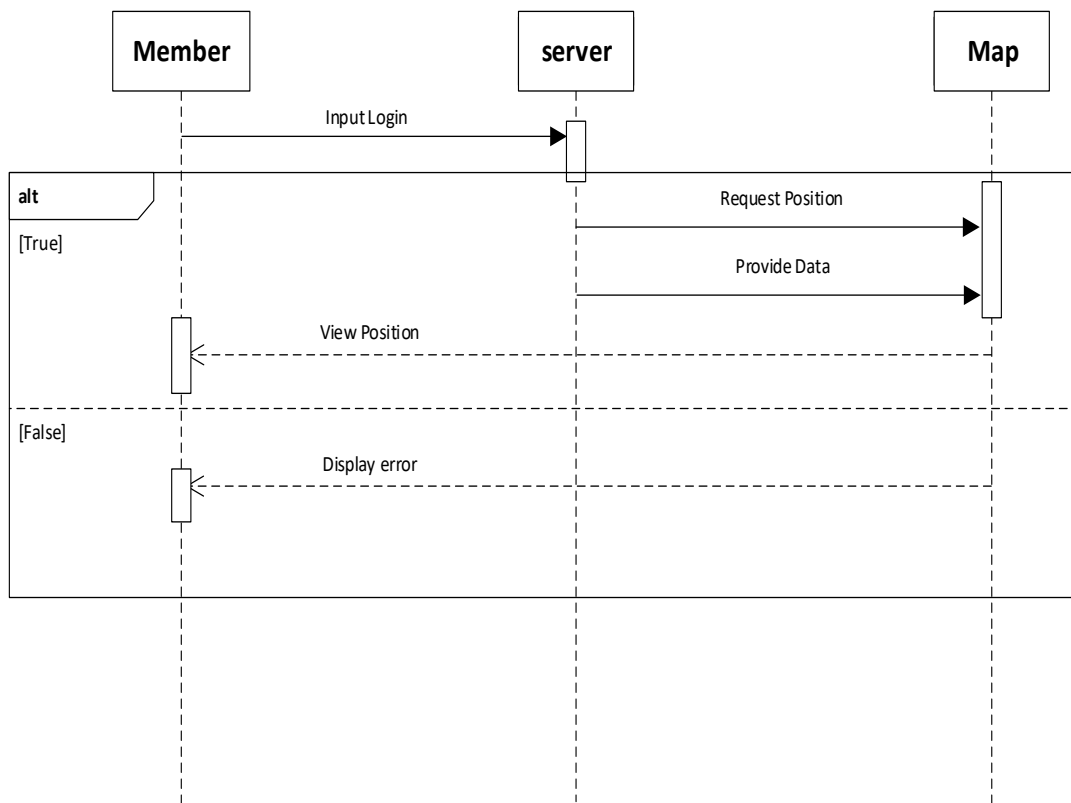 Member
server
Map
Input Login
alt
Request Position
[True]
Provide Data
View Position
[False]
Display error